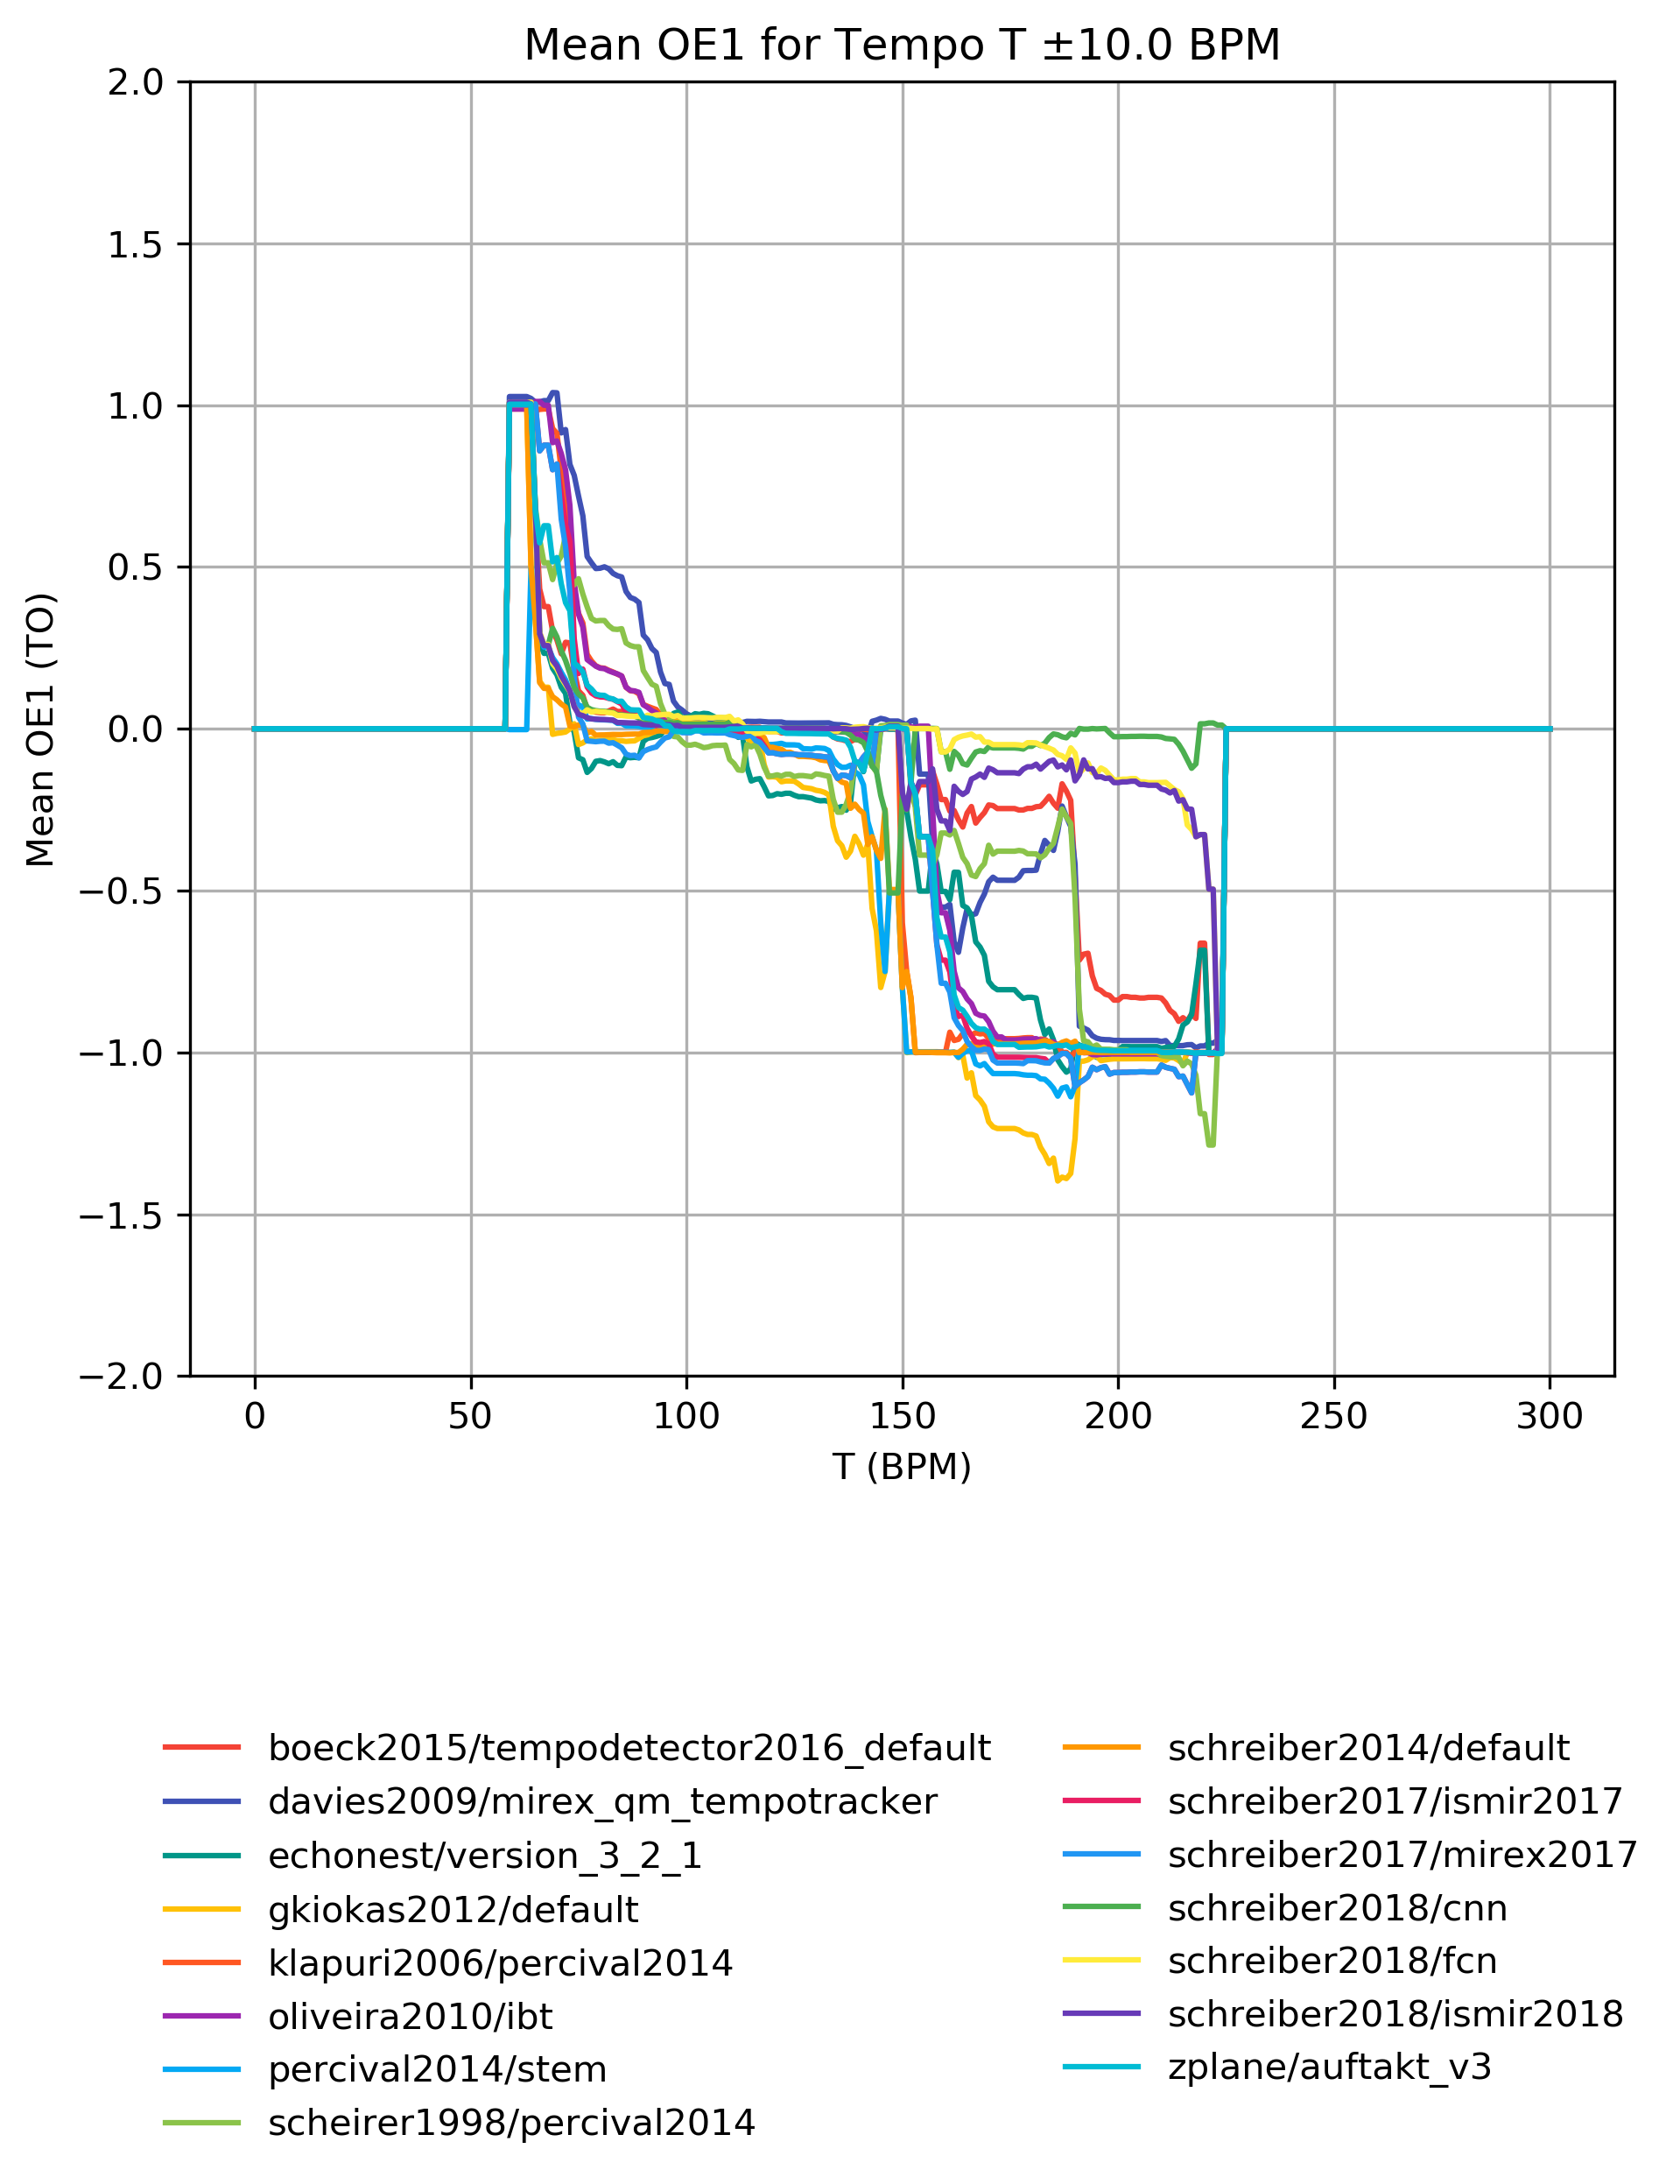 Mean OE1 for Tempo T ±10.0 BPM
2.0
1.5
1.0
0.5
0.0
−0.5
−1.0
−1.5
−2.0
Mean OE1 (TO)
0 50 100 150 200 250 300
T (BPM)
boeck2015/tempodetector2016_default
davies2009/mirex_qm_tempotracker
echonest/version_3_2_1
gkiokas2012/default
klapuri2006/percival2014
oliveira2010/ibt
percival2014/stem
scheirer1998/percival2014
schreiber2014/default
schreiber2017/ismir2017
schreiber2017/mirex2017
schreiber2018/cnn
schreiber2018/fcn
schreiber2018/ismir2018
zplane/auftakt_v3